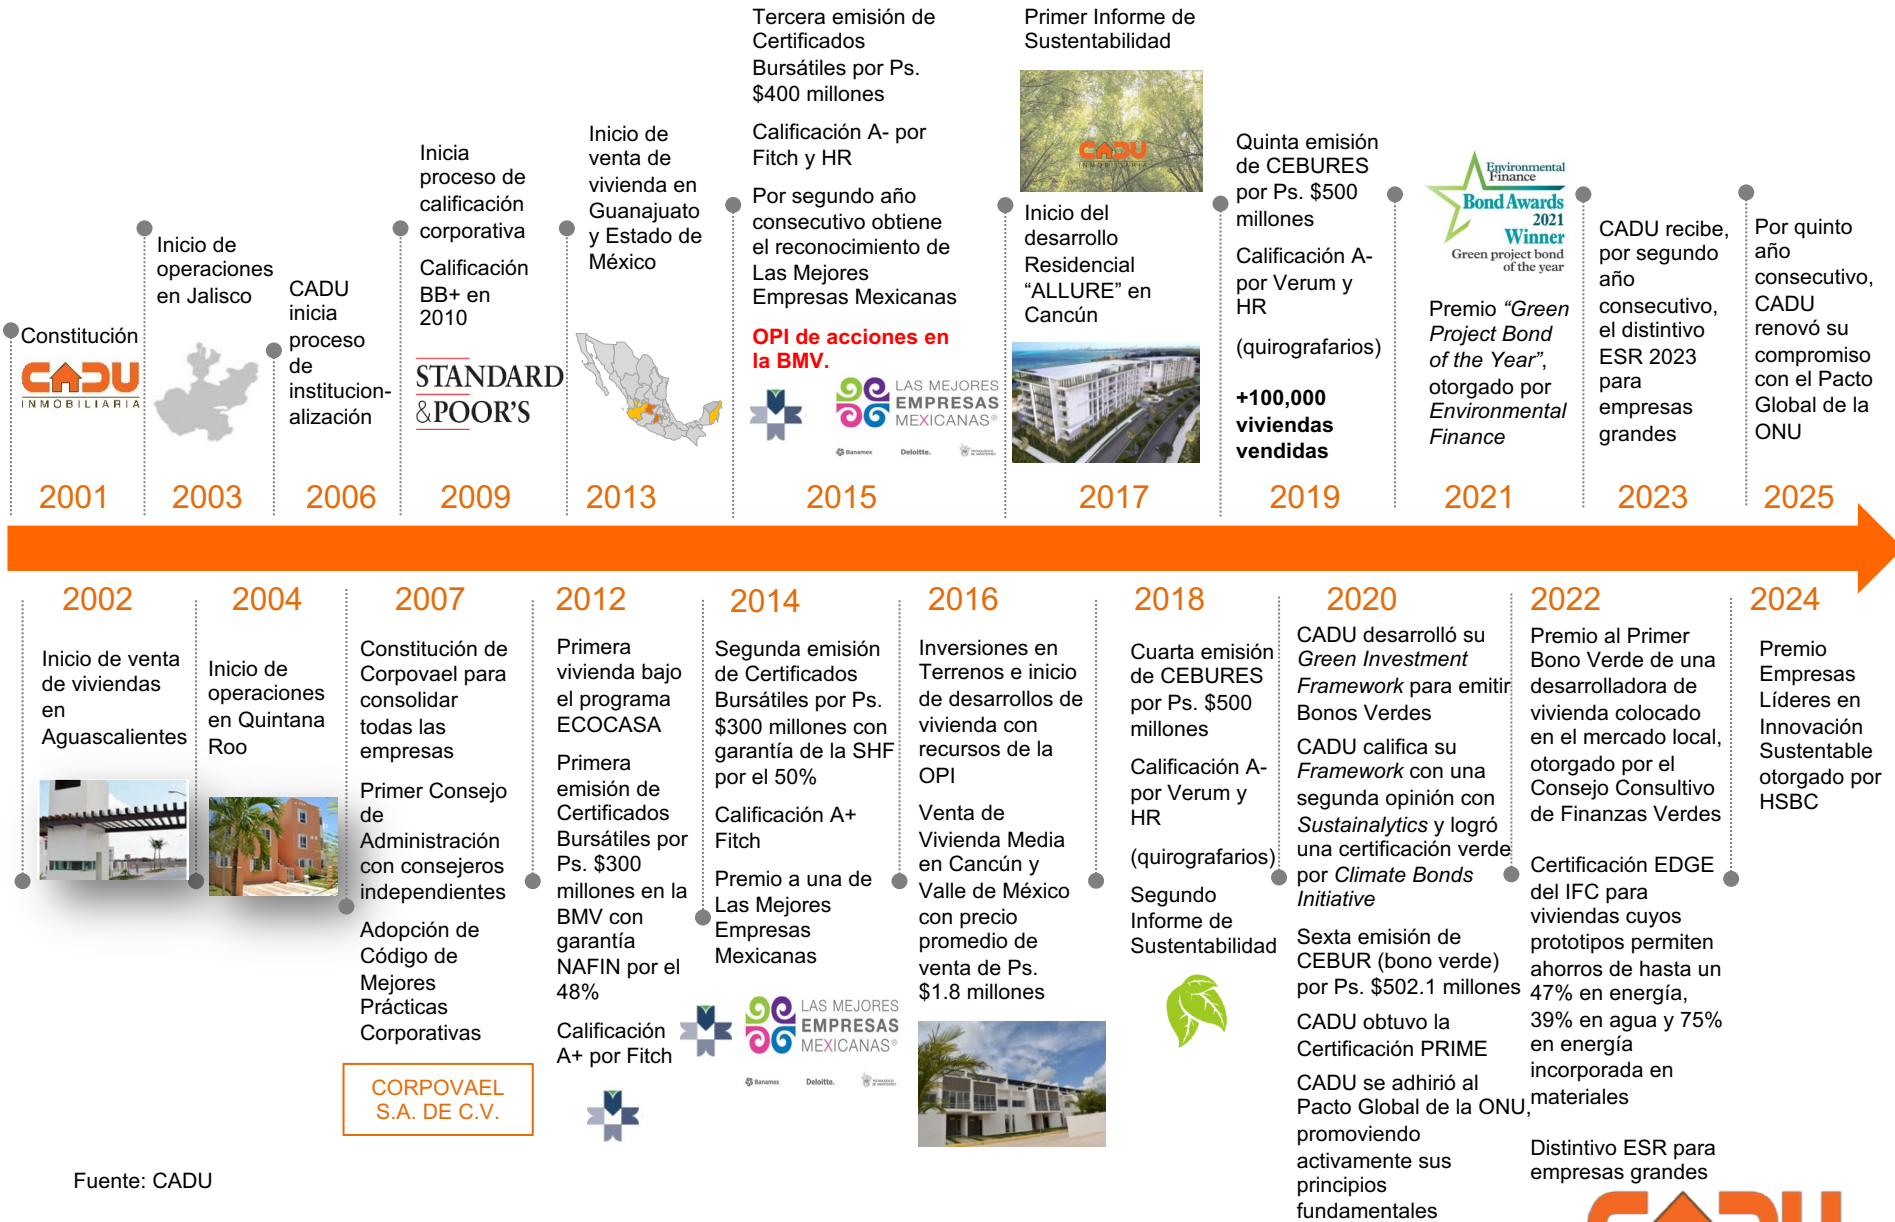 Constitución
CADU
INMOBILIARIA
2001
Inicio de
operaciones
en Jalisco
2003
CADU
inicia
proceso
de
institucion-
alización
2006
Inicia
proceso de
calificación
corporativa
Calificación
BB+ en
2010
STANDARD
&POOR'S
2009
Inicio de
venta de
vivienda en
Guanajuato
y Estado de
México
2013
Tercera emisión de
Certificados
Bursátiles por Ps.
$400 millones
Calificación A- por
Fitch y HR
Por segundo año
consecutivo obtiene
el reconocimiento de
Las Mejores
Empresas Mexicanas
OPI de acciones en
la BMV.
LAS MEJORES
EMPRESAS
MEXICANAS®
Banamex Deloitte.
2015
Primer Informe de
Sustentabilidad
CADU
INMOBILIARIA
Inicio del
desarrollo
Residencial
“ALLURE” en
Cancún
2017
Quinta emisión
de CEBURES
por Ps. $500
millones
Calificación A-
por Verum y
HR
(quirografarios)
+100,000
viviendas
vendidas
2019
Environmental
Finance
Bond Awards
2021
Winner
Green project bond
of the year
Premio “Green
Project Bond
of the Year”,
otorgado por
Environmental
Finance
2021
CADU recibe,
por segundo
año
consecutivo,
el distintivo
ESR 2023
para
empresas
grandes
2023
Por quinto
año
consecutivo,
CADU
renovó su
compromiso
con el Pacto
Global de la
ONU
2025
2002
Inicio de venta
de viviendas
en
Aguascalientes
2004
Inicio de
operaciones
en Quintana
Roo
2007
Constitución de
Corpovael para
consolidar
todas las
empresas
Primer Consejo
de
Administración
con consejeros
independientes
Adopción de
Código de
Mejores
Prácticas
Corporativas
CORPOVAEL
S.A. DE C.V.
2012
Primera
vivienda bajo
el programa
ECOCASA
Primera
emisión de
Certificados
Bursátiles por
Ps. $300
millones en la
BMV con
garantía
NAFIN por el
48%
Calificación
A+ por Fitch
2014
Segunda emisión
de Certificados
Bursátiles por Ps.
$300 millones con
garantía de la SHF
por el 50%
Calificación A+
Fitch
Premio a una de
Las Mejores
Empresas
Mexicanas
LAS MEJORES
EMPRESAS
MEXICANAS®
Banamex Deloitte.
2016
Inversiones en
Terrenos e inicio
de desarrollos de
vivienda con
recursos de la
OPI
Venta de
Vivienda Media
en Cancún y
Valle de México
con precio
promedio de
venta de Ps.
$1.8 millones
2018
Cuarta emisión
de CEBURES
por Ps. $500
millones
Calificación A-
por Verum y
HR
(quirografarios)
Segundo
Informe de
Sustentabilidad
2020
CADU desarrolló su
Green Investment
Framework para emitir
Bonos Verdes
CADU califica su
Framework con una
segunda opinión con
Sustainalytics y logró
una certificación verde
por Climate Bonds
Initiative
Sexta emisión de
CEBUR (bono verde)
por Ps. $502.1 millones
CADU obtuvo la
Certificación PRIME
CADU se adhirió al
Pacto Global de la ONU,
promoviendo
activamente sus
principios
fundamentales
2022
Premio al Primer
Bono Verde de una
desarrolladora de
vivienda colocado
en el mercado local,
otorgado por el
Consejo Consultivo
de Finanzas Verdes
Certificación EDGE
del IFC para
viviendas cuyos
prototipos permiten
ahorros de hasta un
47% en energía,
39% en agua y 75%
en energía
incorporada en
materiales
Distintivo ESR para
empresas grandes
2024
Premio
Empresas
Líderes en
Innovación
Sustentable
otorgado por
HSBC
Fuente: CADU
CADU